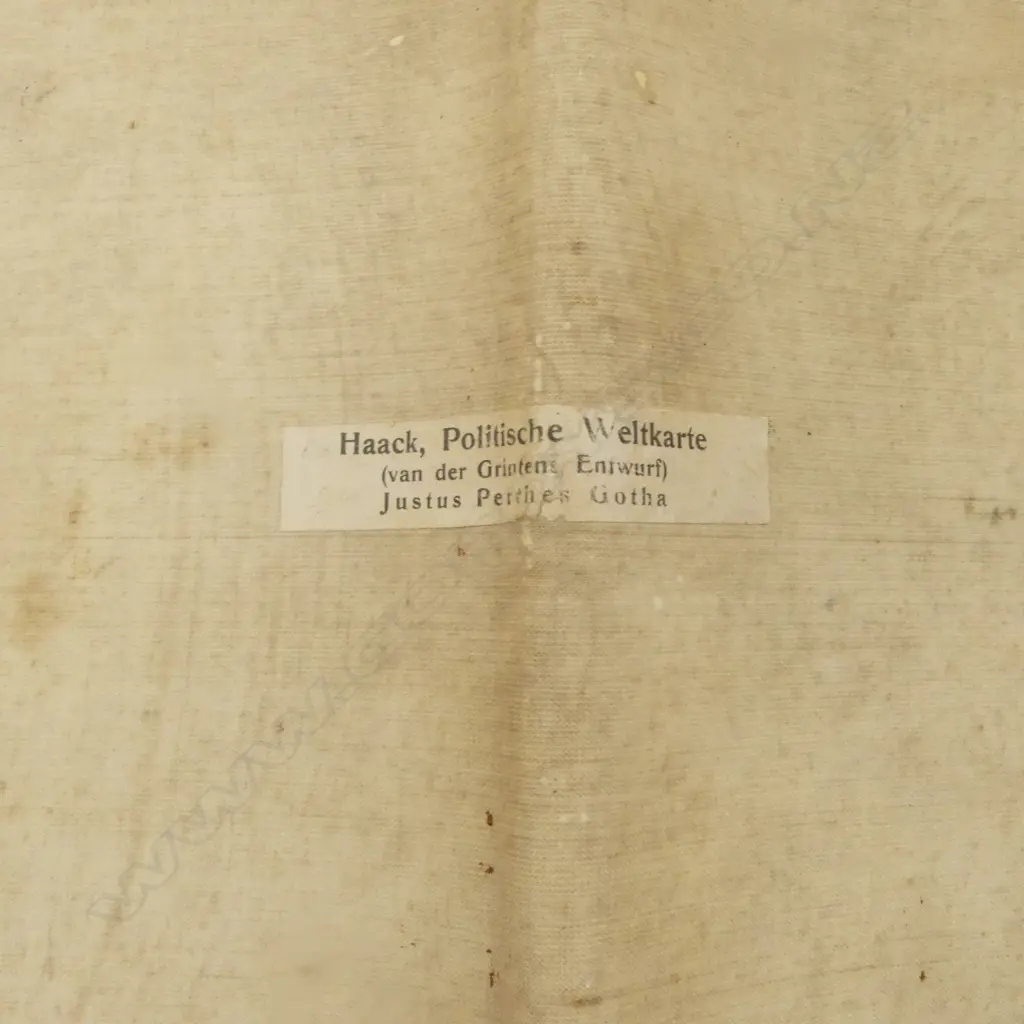 Haack, Politische Weltkarte
(van der Grintens Entwurf)
Justus Perthes Gotha